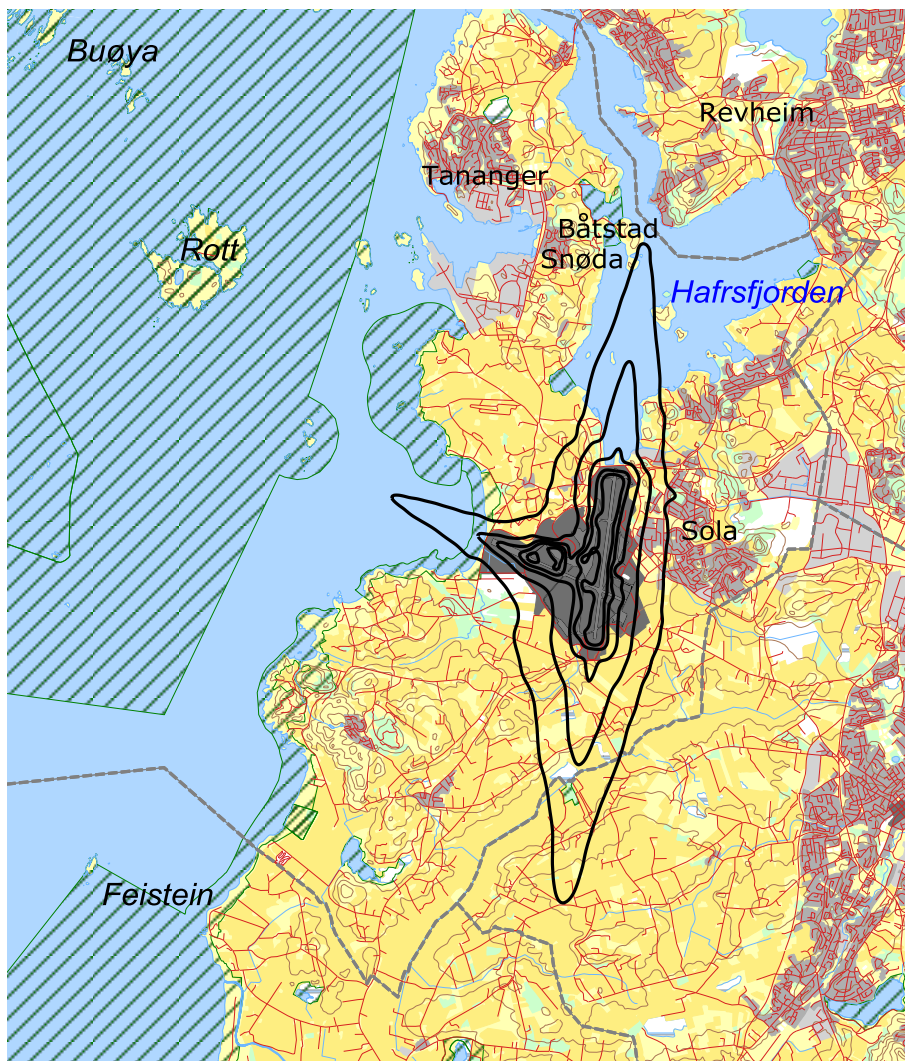 Buøya
Revheim
Tananger
Båtstad
Rott
Snøda
Hafrsfjorden
Sola
Feistein